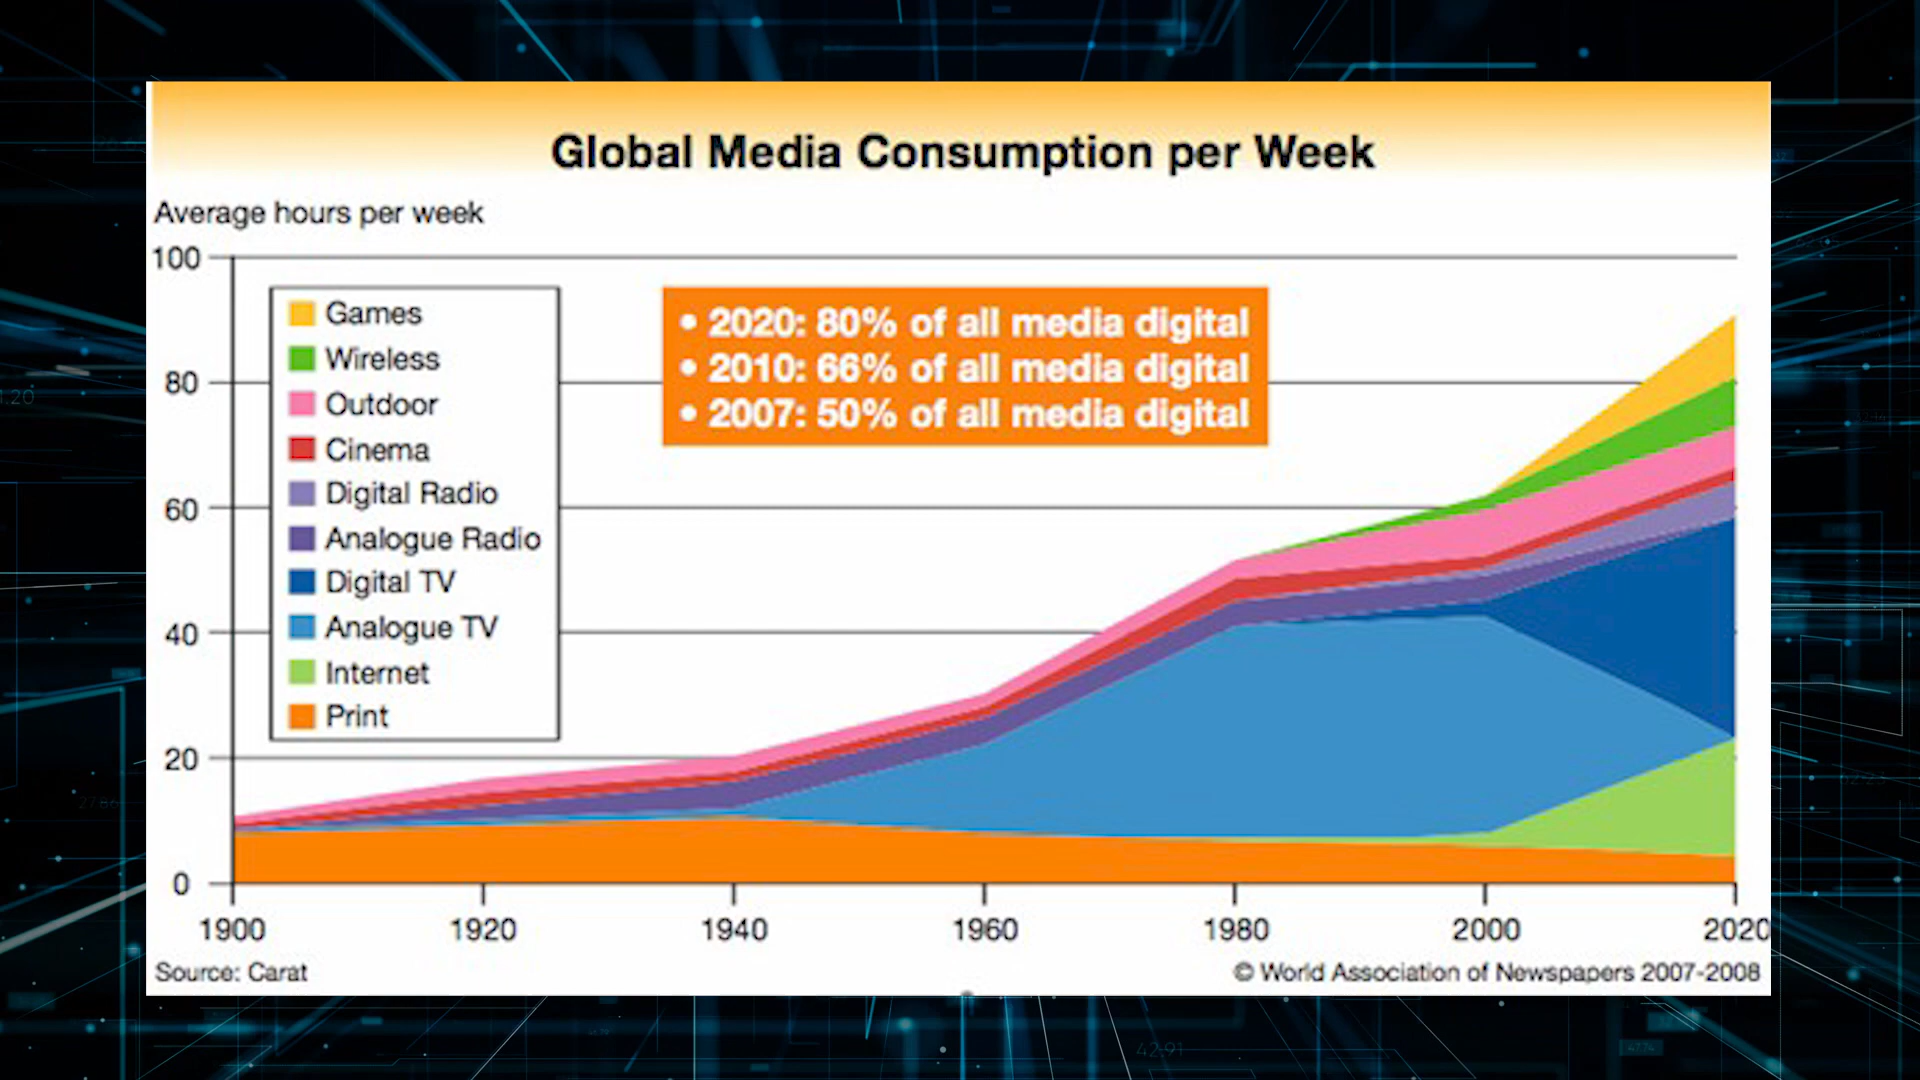 Global Media Consumption per Week
Average hours per week
100
80
60
40
20
0
Games
Wireless
Outdoor
Cinema
Digital Radio
Analogue Radio
Digital TV
Analogue TV
Internet
Print
• 2020: 80% of all media digital
• 2010: 66% of all media digital
• 2007: 50% of all media digital
1900 1920 1940 1960 1980 2000 2020
Source: Carat © World Association of Newspapers 2007-2008
42.91